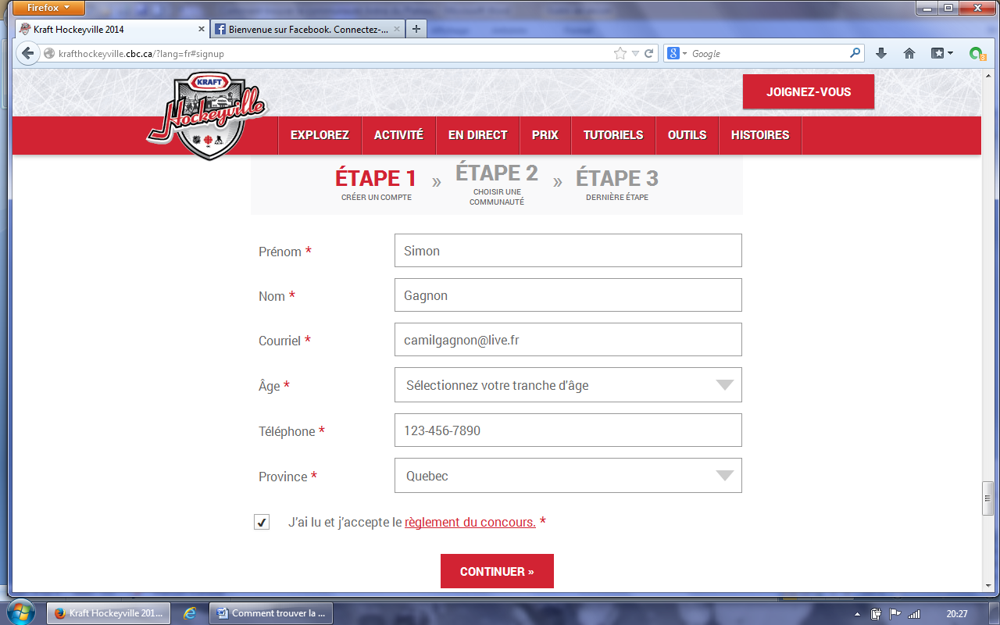 Firefox
Kraft Hockeyville 2014
Bienvenue sur Facebook. Connectez-...
krafthockeyville.cbc.ca/?lang=fr#signup
Google
KRAFT
Hockeyville
JOIGNEZ-VOUS
EXPLOREZ ACTIVITÉ EN DIRECT PRIX TUTORIELS OUTILS HISTOIRES
ÉTAPE 1 » ÉTAPE 2 » ÉTAPE 3
CRÉER UN COMPTE CHOISIR UNE COMMUNAUTÉ DERNIÈRE ÉTAPE
Prénom * Simon
Nom * Gagnon
Courriel * camilgagnon@live.fr
Âge * Sélectionnez votre tranche d'âge
Téléphone * 123-456-7890
Province * Quebec
J'ai lu et j'accepte le règlement du concours. *
CONTINUER »
Kraft Hockeyville 201... Comment trouver la ... 20:27